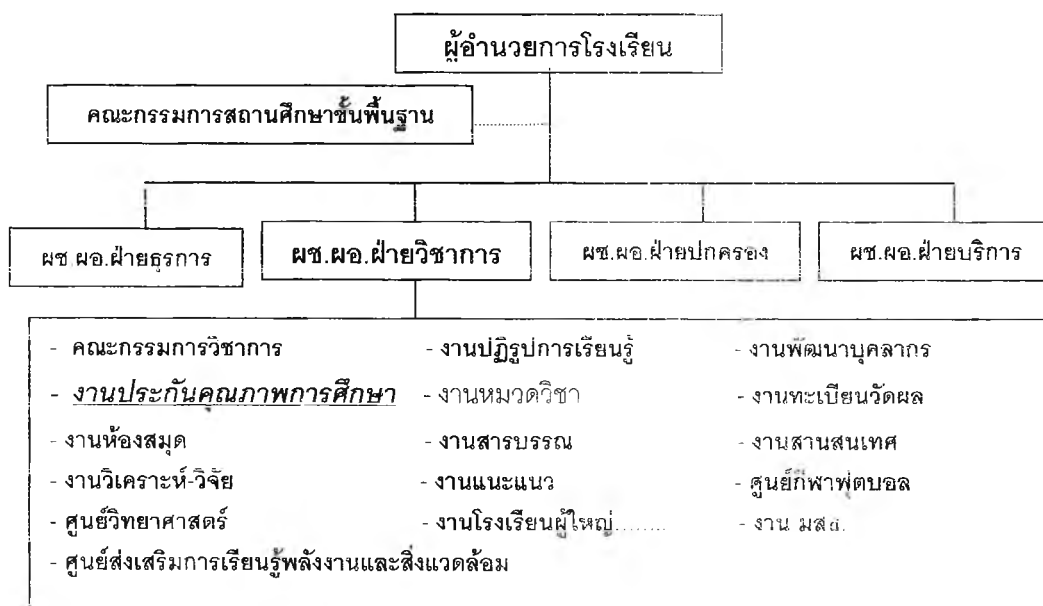 ผู้อำนวยการโรงเรียน
คณะกรรมการสถานศึกษาขั้นพื้นฐาน
ผช.ผอ.ฝ่ายธุรการ ผช.ผอ.ฝ่ายวิชาการ ผช.ผอ.ฝ่ายปกครอง ผช.ผอ.ฝ่ายบริการ
- คณะกรรมการวิชาการ - งานปฏิรูปการเรียนรู้ - งานพัฒนาบุคลากร
- งานประกันคุณภาพการศึกษา - งานหมวดวิชา - งานทะเบียนวัดผล
- งานห้องสมุด - งานสารบรรณ - งานสานสนเทศ
- งานวิเคราะห์-วิจัย - งานแนะแนว - ศูนย์กีฬาฟุตบอล
- ศูนย์วิทยาศาสตร์ - งานโรงเรียนผู้ใหญ่........ - งาน มสธ.
- ศูนย์ส่งเสริมการเรียนรู้พลังงานและสิ่งแวดล้อม